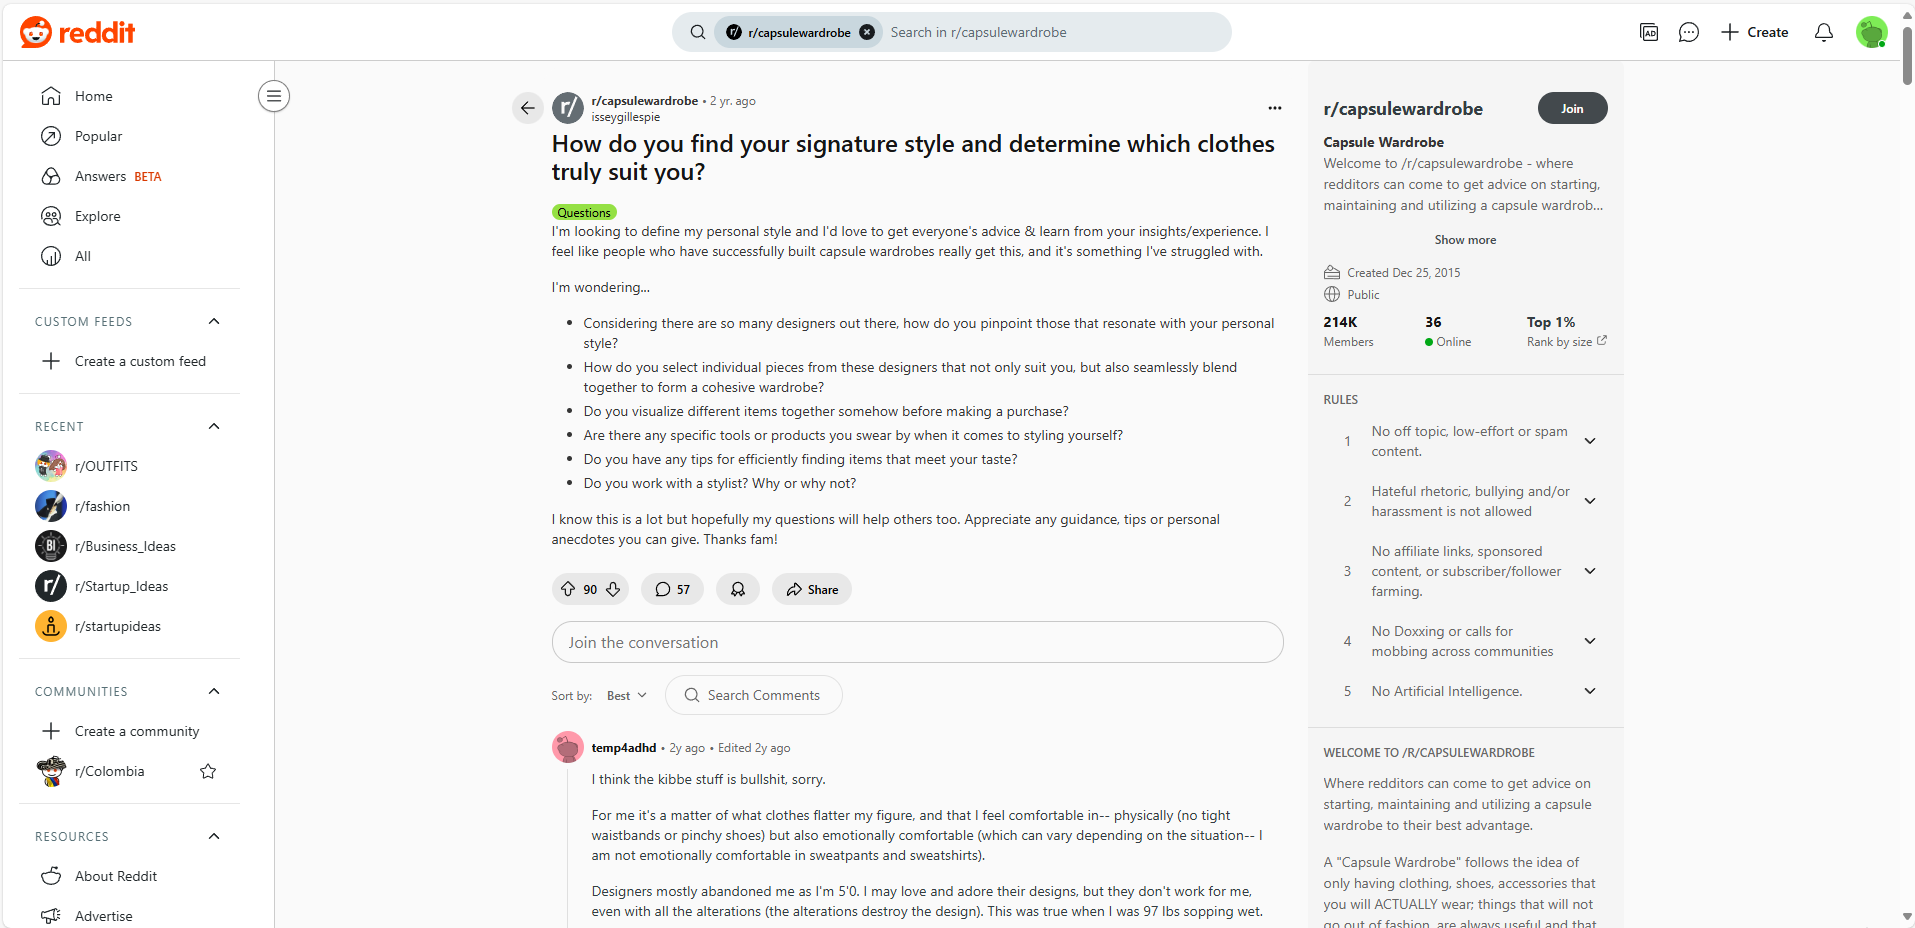 reddit
r/ r/capsulewardrobe
Search in r/capsulewardrobe
AD
Create
Home
Popular
Answers BETA
Explore
All
CUSTOM FEEDS
Create a custom feed
RECENT
r/OUTFITS
r/fashion
BI r/Business_Ideas
r/ r/Startup_Ideas
r/startupideas
COMMUNITIES
Create a community
r/Colombia
RESOURCES
About Reddit
Advertise
r/ r/capsulewardrobe • 2 yr. ago
isseygillespie
How do you find your signature style and determine which clothes
truly suit you?
Questions
I'm looking to define my personal style and I'd love to get everyone's advice & learn from your insights/experience. I
feel like people who have successfully built capsule wardrobes really get this, and it's something I've struggled with.
I'm wondering...
• Considering there are so many designers out there, how do you pinpoint those that resonate with your personal
style?
• How do you select individual pieces from these designers that not only suit you, but also seamlessly blend
together to form a cohesive wardrobe?
• Do you visualize different items together somehow before making a purchase?
• Are there any specific tools or products you swear by when it comes to styling yourself?
• Do you have any tips for efficiently finding items that meet your taste?
• Do you work with a stylist? Why or why not?
I know this is a lot but hopefully my questions will help others too. Appreciate any guidance, tips or personal
anecdotes you can give. Thanks fam!
90
57
Share
Join the conversation
Sort by: Best
Search Comments
temp4adhd • 2y ago • Edited 2y ago
I think the kibbe stuff is bullshit, sorry.
For me it's a matter of what clothes flatter my figure, and that I feel comfortable in-- physically (no tight
waistbands or pinchy shoes) but also emotionally comfortable (which can vary depending on the situation-- I
am not emotionally comfortable in sweatpants and sweatshirts).
Designers mostly abandoned me as I'm 5'0. I may love and adore their designs, but they don't work for me,
even with all the alterations (the alterations destroy the design). This was true when I was 97 lbs sopping wet.
r/capsulewardrobe
Join
Capsule Wardrobe
Welcome to /r/capsulewardrobe - where
redditors can come to get advice on starting,
maintaining and utilizing a capsule wardrob...
Show more
Created Dec 25, 2015
Public
214K 36 Top 1%
Members Online Rank by size
RULES
1 No off topic, low-effort or spam
content.
2 Hateful rhetoric, bullying and/or
harassment is not allowed
3 No affiliate links, sponsored
content, or subscriber/follower
farming.
4 No Doxxing or calls for
mobbing across communities
5 No Artificial Intelligence.
WELCOME TO /R/CAPSULEWARDROBE
Where redditors can come to get advice on
starting, maintaining and utilizing a capsule
wardrobe to their best advantage.
A "Capsule Wardrobe" follows the idea of
only having clothing, shoes, accessories that
you will ACTUALLY wear; things that will not
go out of fashion, are always useful and that